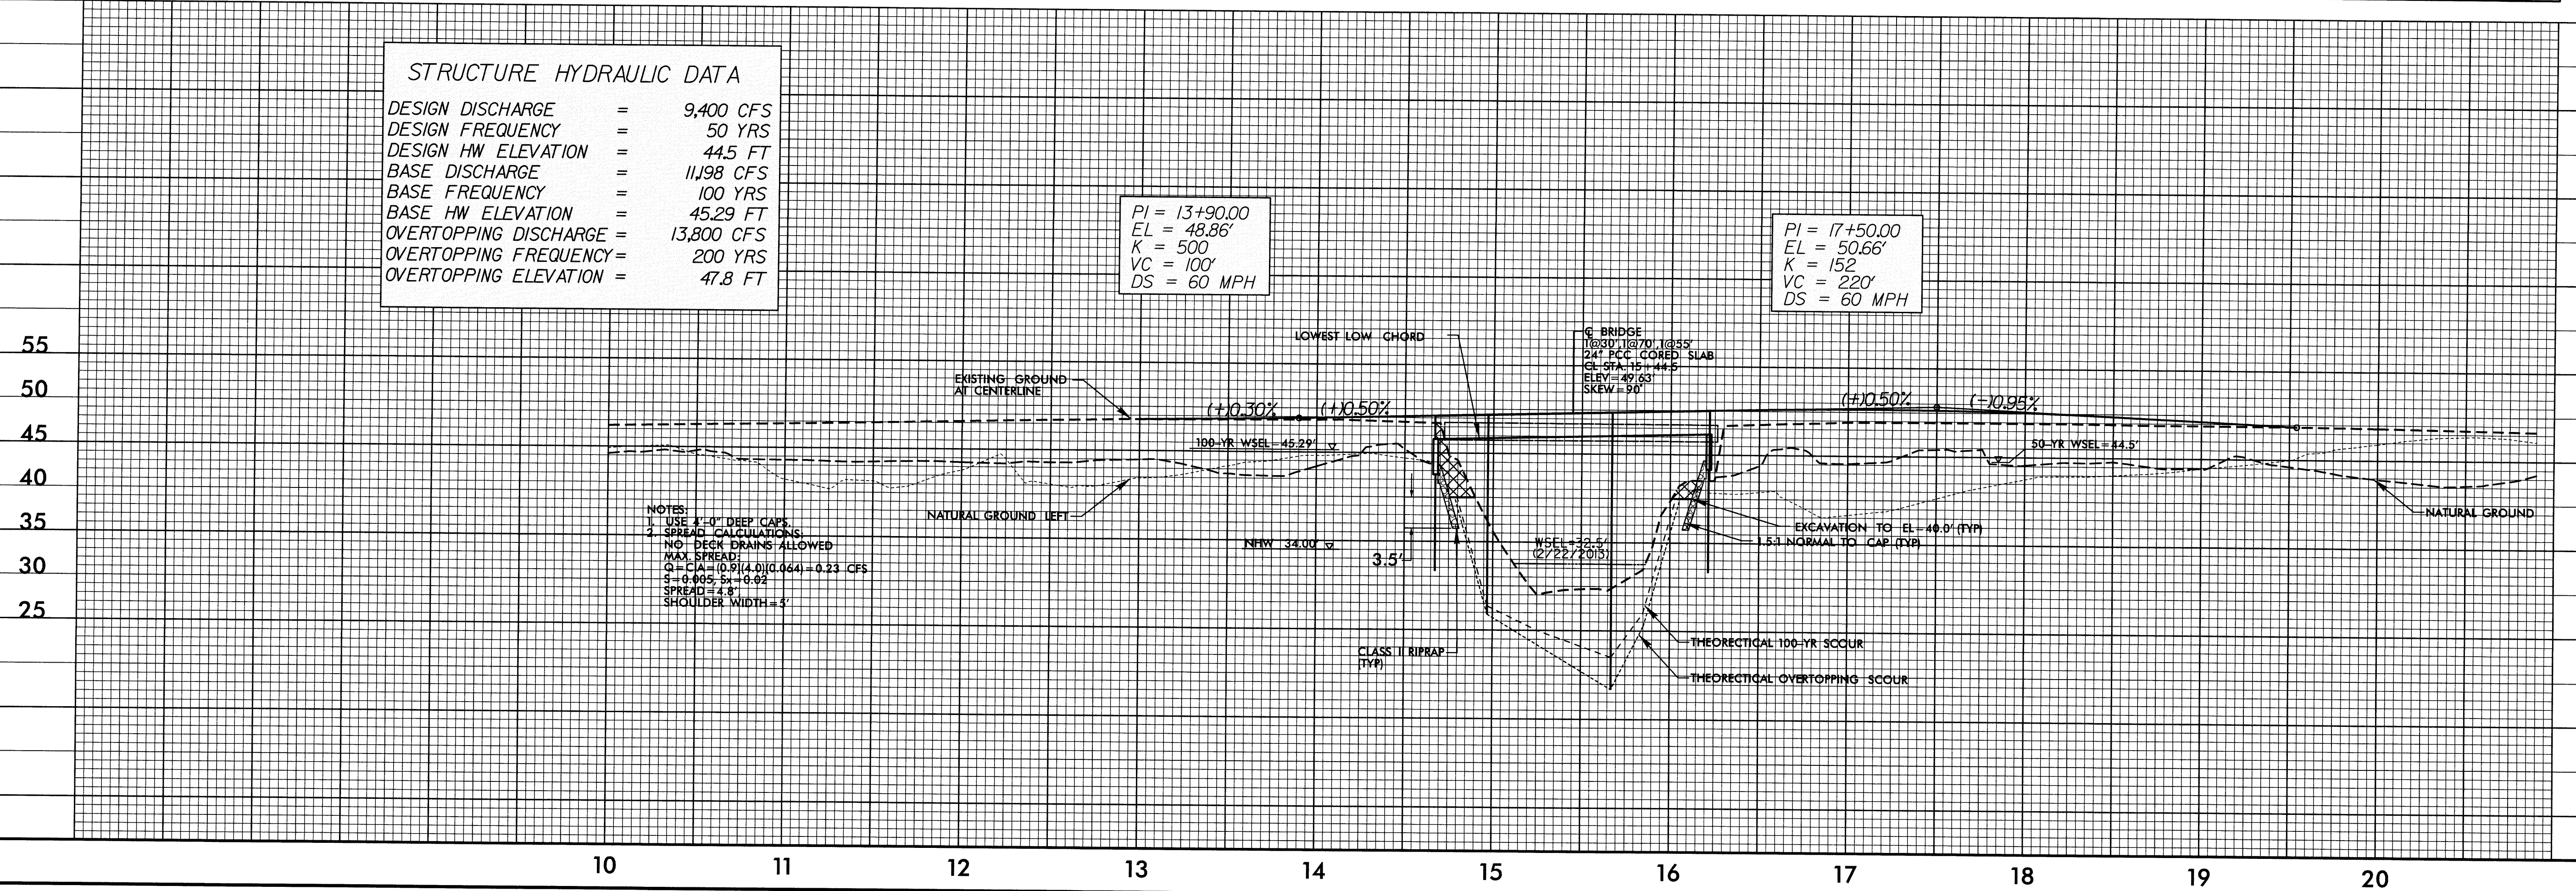 STRUCTURE HYDRAULIC DATA
DESIGN DISCHARGE = 9,400 CFS
DESIGN FREQUENCY = 50 YRS
DESIGN HW ELEVATION = 44.5 FT
BASE DISCHARGE = 11,198 CFS
BASE FREQUENCY = 100 YRS
BASE HW ELEVATION = 45.29 FT
OVERTOPPING DISCHARGE = 13,800 CFS
OVERTOPPING FREQUENCY = 200 YRS
OVERTOPPING ELEVATION = 47.8 FT
PI = 13+90.00
EL = 48.86'
K = 500
VC = 100'
DS = 60 MPH
PI = 17+50.00
EL = 50.66'
K = 152
VC = 220'
DS = 60 MPH
LOWEST LOW CHORD
℄ BRIDGE
1@30',1@70',1@55'
24" PCC CORED SLAB
CL STA. 15+44.5
ELEV=49.63'
SKEW=90°
EXISTING GROUND
AT CENTERLINE
(+)0.30%
(+)0.50%
(+)0.50%
(-)0.95%
100-YR WSEL=45.29'
50-YR WSEL=44.5'
NATURAL GROUND LEFT
NATURAL GROUND
NOTES:
1. USE 4'-0" DEEP CAPS.
2. SPREAD CALCULATIONS:
NO DECK DRAINS ALLOWED
MAX. SPREAD:
Q=CIA=(0.9)(4.0)(0.064)=0.23 CFS
S=0.005, Sx=0.02
SPREAD=4.8'
SHOULDER WIDTH=5'
NHW 34.00'
3.5'
WSEL=32.5'
(2/22/2013)
EXCAVATION TO EL=40.0' (TYP)
1.5:1 NORMAL TO CAP (TYP)
CLASS II RIPRAP
(TYP)
THEORECTICAL 100-YR SCOUR
THEORECTICAL OVERTOPPING SCOUR
55
50
45
40
35
30
25
10 11 12 13 14 15 16 17 18 19 20